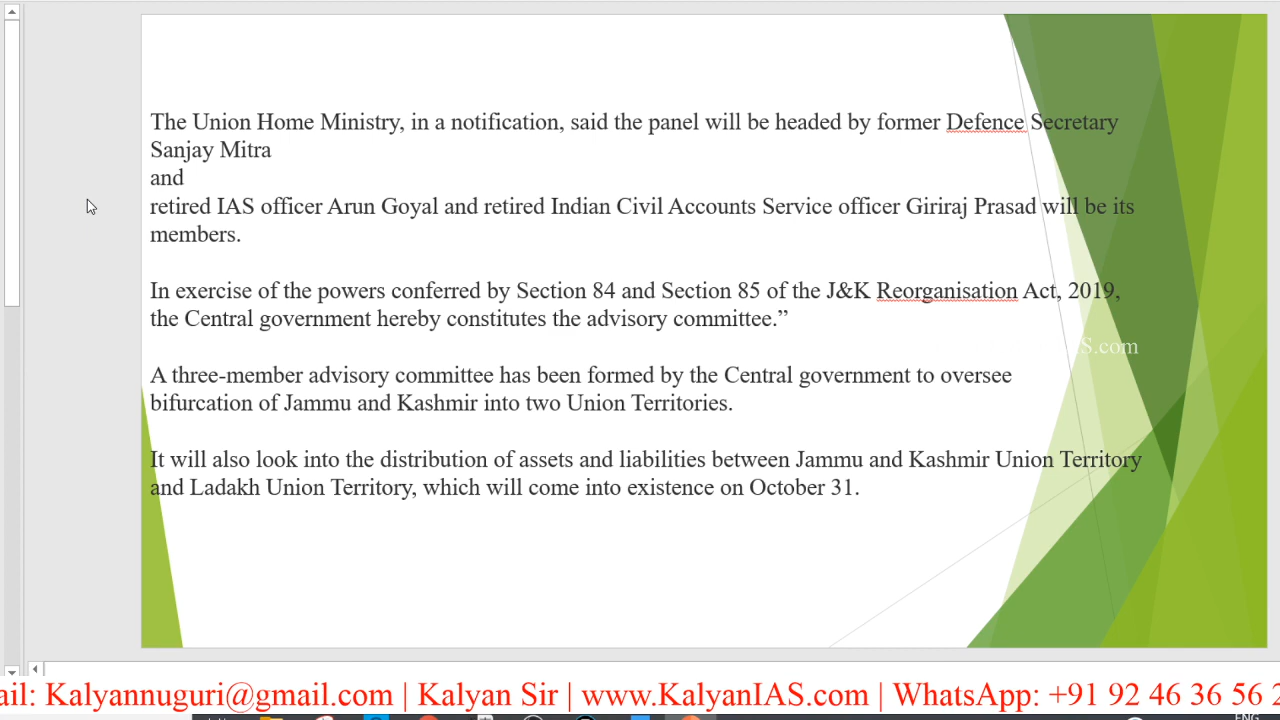 The Union Home Ministry, in a notification, said the panel will be headed by former Defence Secretary
Sanjay Mitra
and
retired IAS officer Arun Goyal and retired Indian Civil Accounts Service officer Giriraj Prasad will be its
members.
In exercise of the powers conferred by Section 84 and Section 85 of the J&K Reorganisation Act, 2019,
the Central government hereby constitutes the advisory committee.”
S.com
A three-member advisory committee has been formed by the Central government to oversee
bifurcation of Jammu and Kashmir into two Union Territories.
It will also look into the distribution of assets and liabilities between Jammu and Kashmir Union Territory
and Ladakh Union Territory, which will come into existence on October 31.
ail: Kalyannuguri@gmail.com | Kalyan Sir | www.KalyanIAS.com | WhatsApp: +91 92 46 36 56 2
ENG